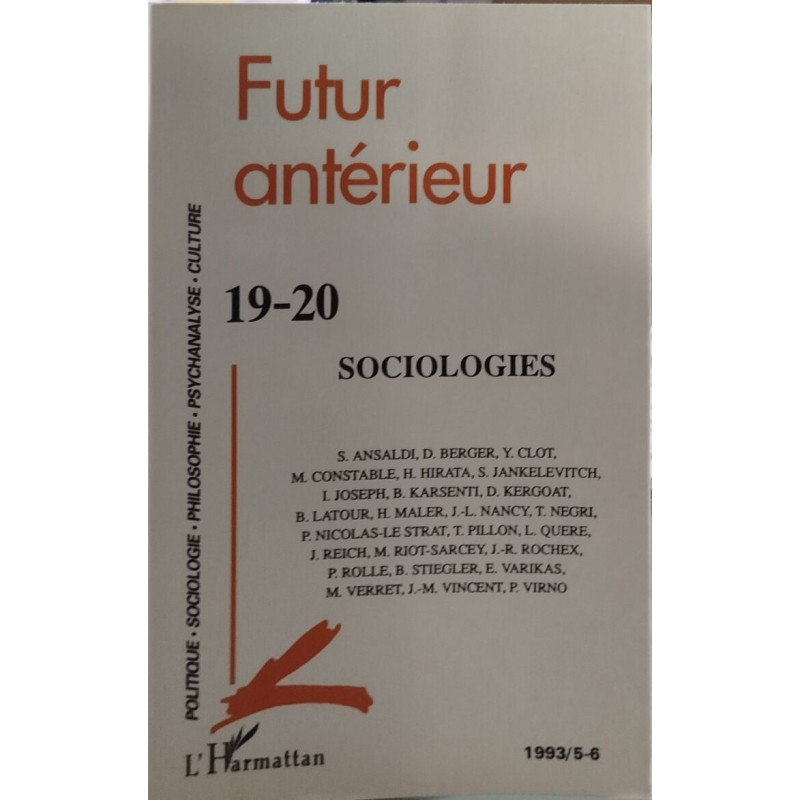 Futur
antérieur
19-20
SOCIOLOGIES
S. ANSALDI, D. BERGER, Y. CLOT,
M. CONSTABLE, H. HIRATA, S. JANKELEVITCH,
I. JOSEPH, B. KARSENTI, D. KERGOAT,
B. LATOUR, H. MALER, J.-L. NANCY, T. NEGRI,
P. NICOLAS-LE STRAT, T. PILLON, L. QUERE,
J. REICH, M. RIOT-SARCEY, J.-R. ROCHEX,
P. ROLLE, B. STIEGLER, E. VARIKAS,
M. VERRET, J.-M. VINCENT, P. VIRNO
POLITIQUE · SOCIOLOGIE · PHILOSOPHIE · PSYCHANALYSE · CULTURE
L'Harmattan
1993/5-6